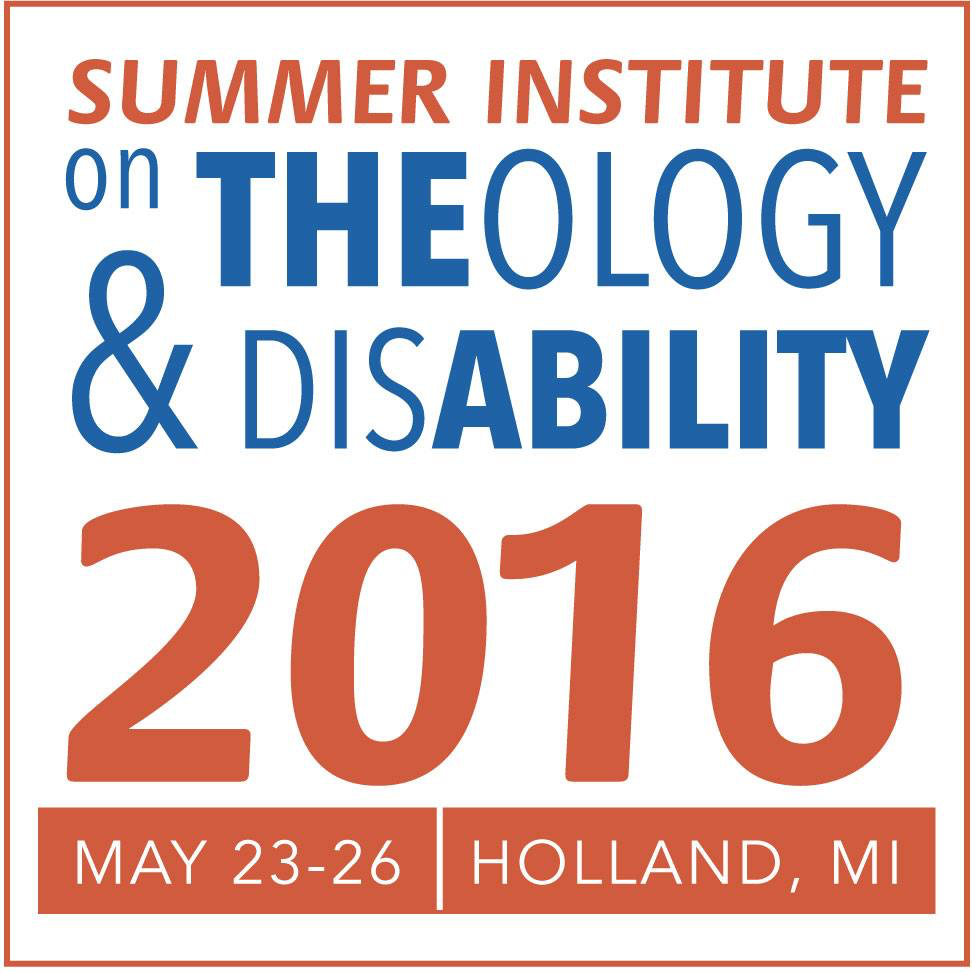 SUMMER INSTITUTE
on THEOLOGY
& DISABILITY
2016
MAY 23-26 HOLLAND, MI